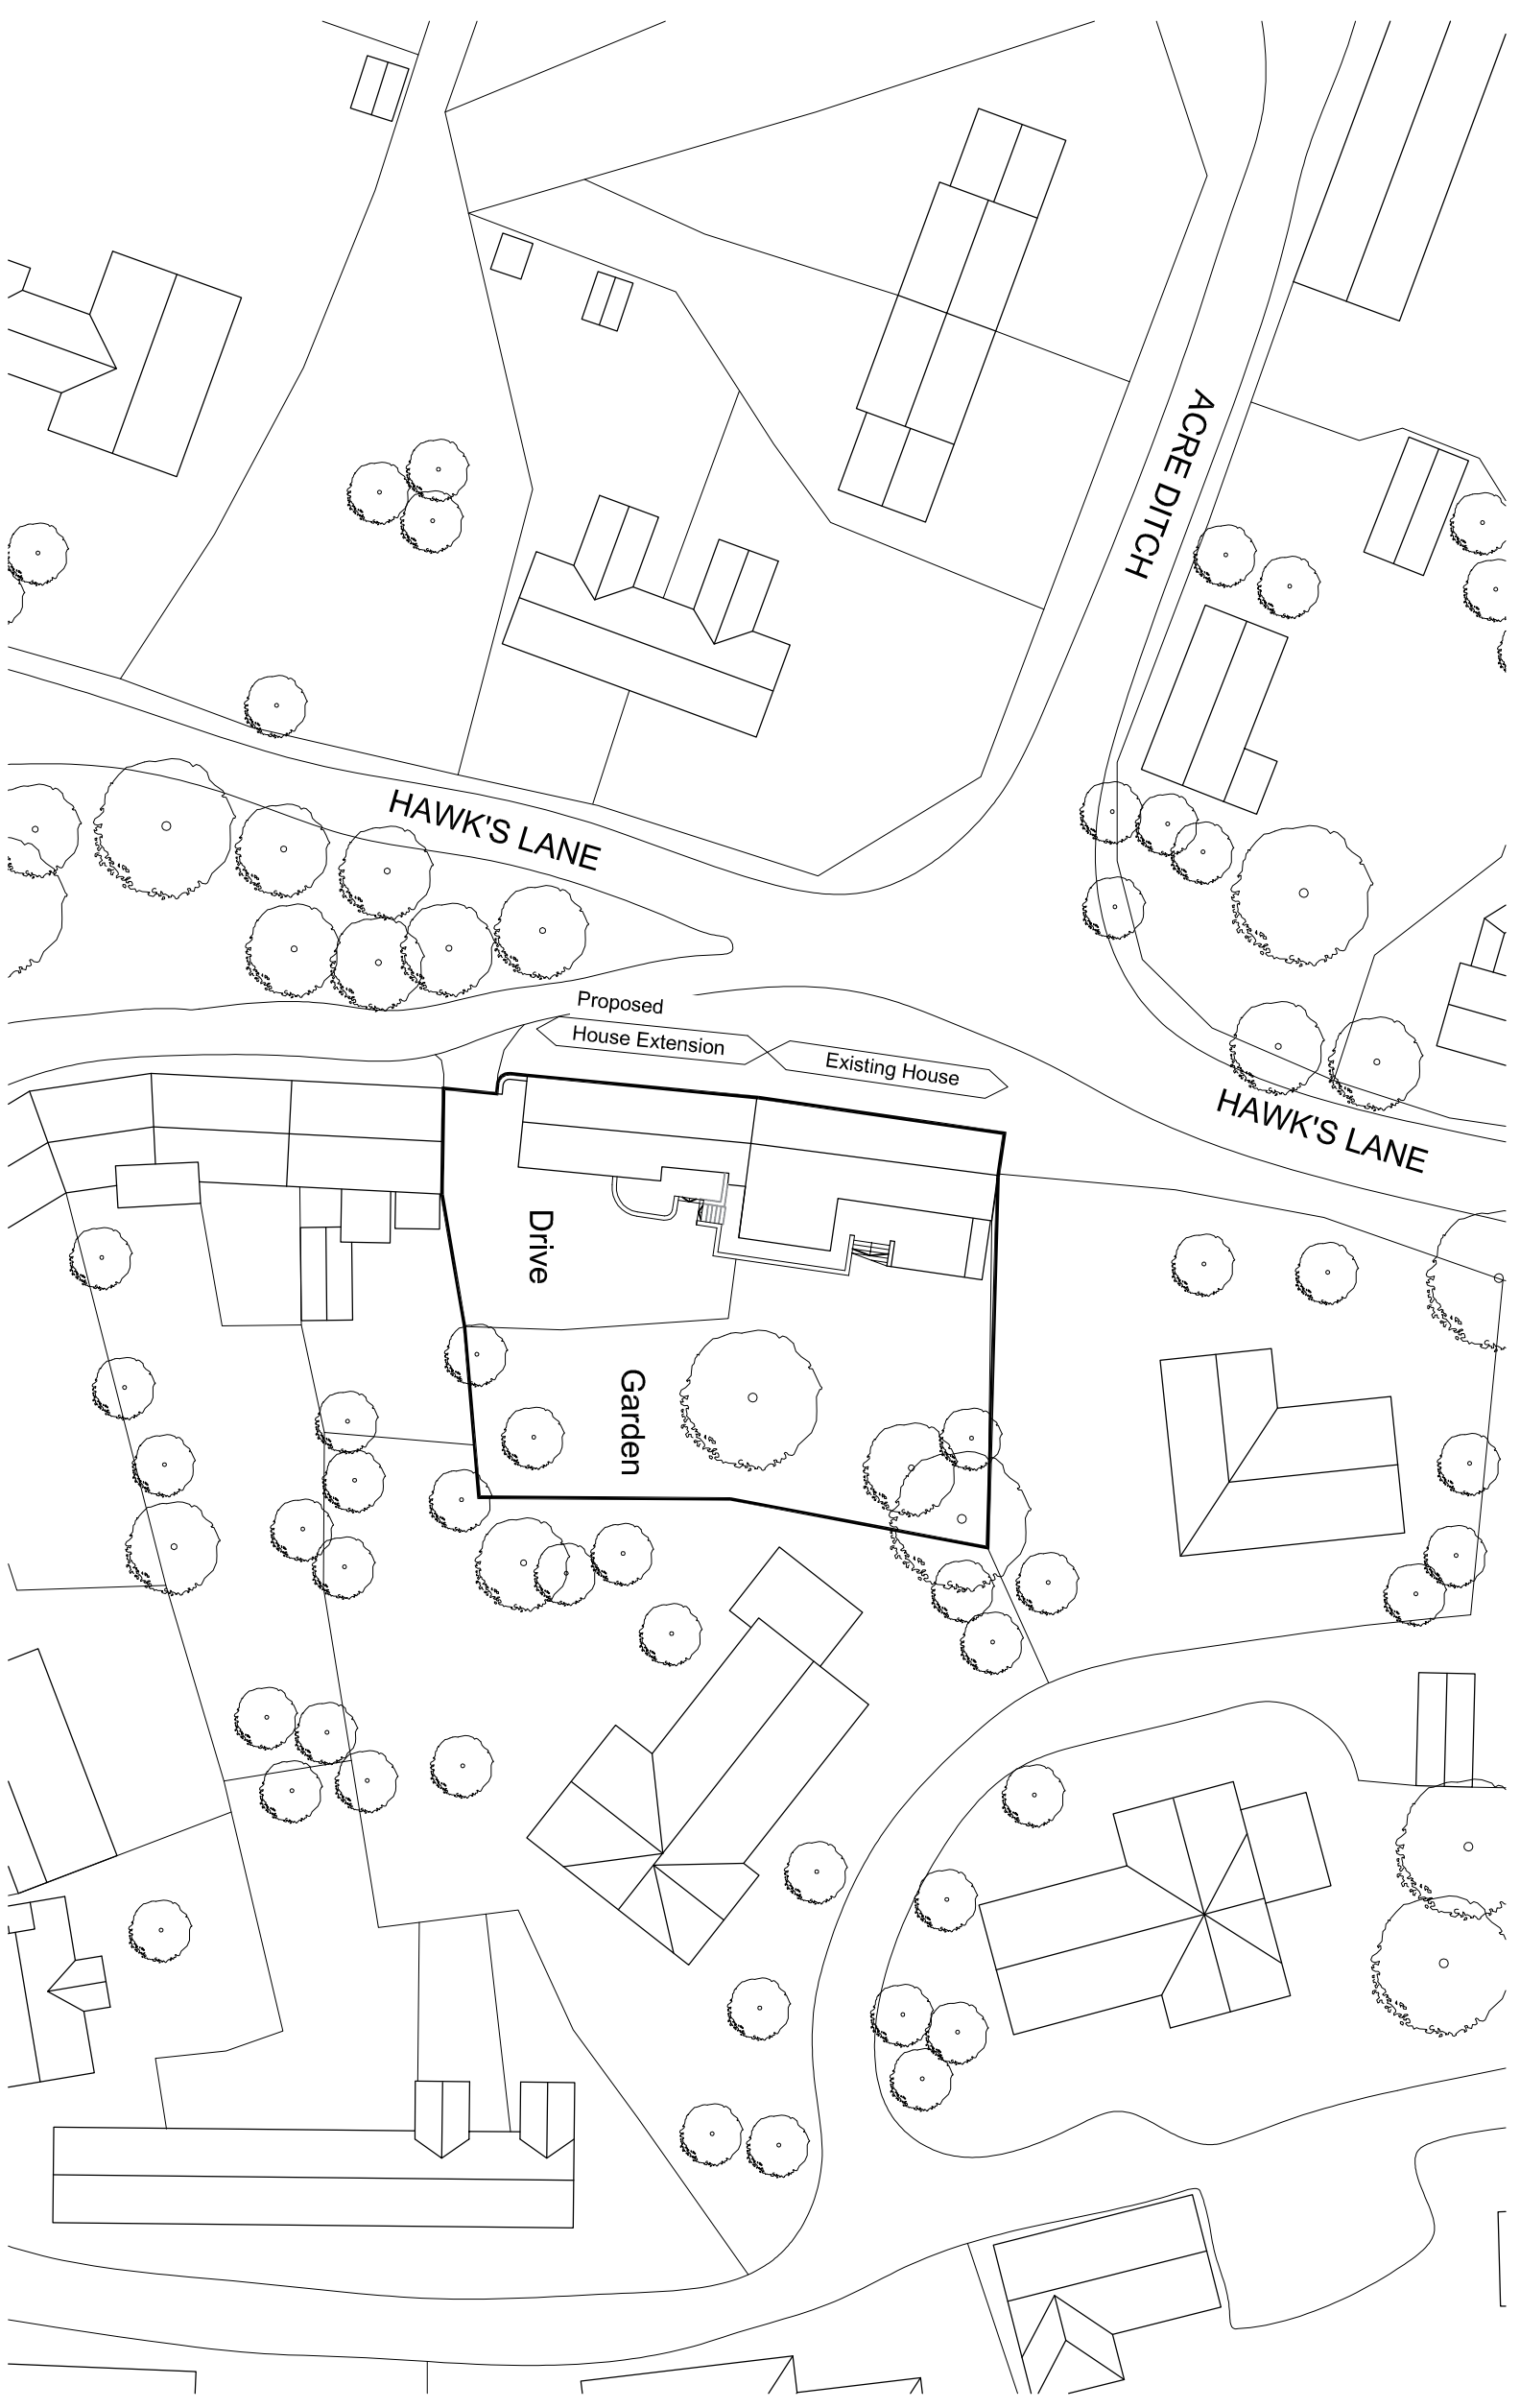 ACRE DITCH
HAWK'S LANE
Proposed
House Extension
Existing House
HAWK'S LANE
Drive
Garden